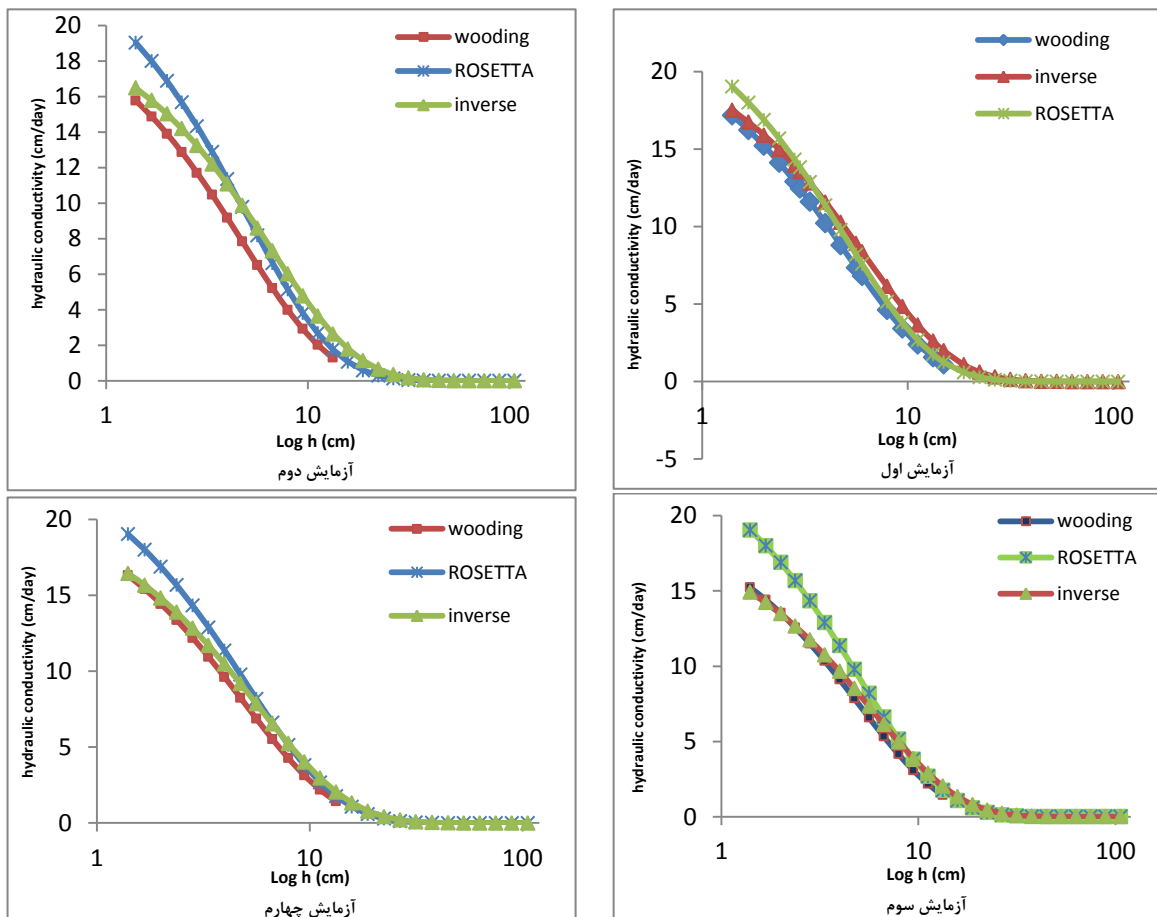 20
18
16
14
12
10
8
6
4
2
0
hydraulic conductivity (cm/day)
wooding
ROSETTA
inverse
1
10
100
Log h (cm)
آزمایش دوم
20
15
10
5
0
-5
hydraulic conductivity (cm/day)
wooding
inverse
ROSETTA
1
10
100
Log h (cm)
آزمایش اول
20
15
10
5
0
hydraulic conductivity (cm/day)
wooding
ROSETTA
inverse
1
10
100
Log h (cm)
آزمایش چهارم
20
15
10
5
0
hydraulic conductivity (cm/day)
wooding
ROSETTA
inverse
1
10
100
Log h (cm)
آزمایش سوم